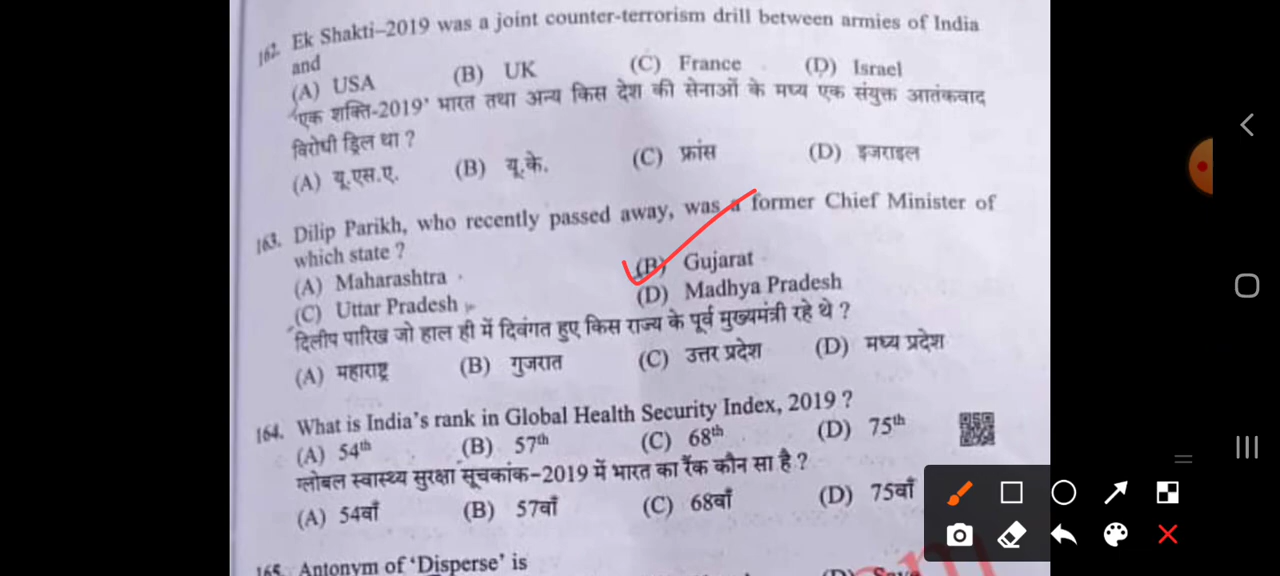 162. Ek Shakti–2019 was a joint counter-terrorism drill between armies of India
and
(A) USA (B) UK (C) France (D) Israel
'एक शक्ति-2019' भारत तथा अन्य किस देश की सेनाओं के मध्य एक संयुक्त आतंकवाद
विरोधी ड्रिल था ?
(A) यू.एस.ए. (B) यू.के. (C) फ्रांस (D) इजराइल
163. Dilip Parikh, who recently passed away, was a former Chief Minister of
which state ?
(A) Maharashtra (B) Gujarat
(C) Uttar Pradesh (D) Madhya Pradesh
दिलीप पारिख जो हाल ही में दिवंगत हुए किस राज्य के पूर्व मुख्यमंत्री रहे थे ?
(A) महाराष्ट्र (B) गुजरात (C) उत्तर प्रदेश (D) मध्य प्रदेश
164. What is India's rank in Global Health Security Index, 2019 ?
(A) 54th (B) 57th (C) 68th (D) 75th
ग्लोबल स्वास्थ्य सुरक्षा सूचकांक–2019 में भारत का रैंक कौन सा है ?
(A) 54वाँ (B) 57वाँ (C) 68वाँ (D) 75वाँ
165. Antonym of 'Disperse' is